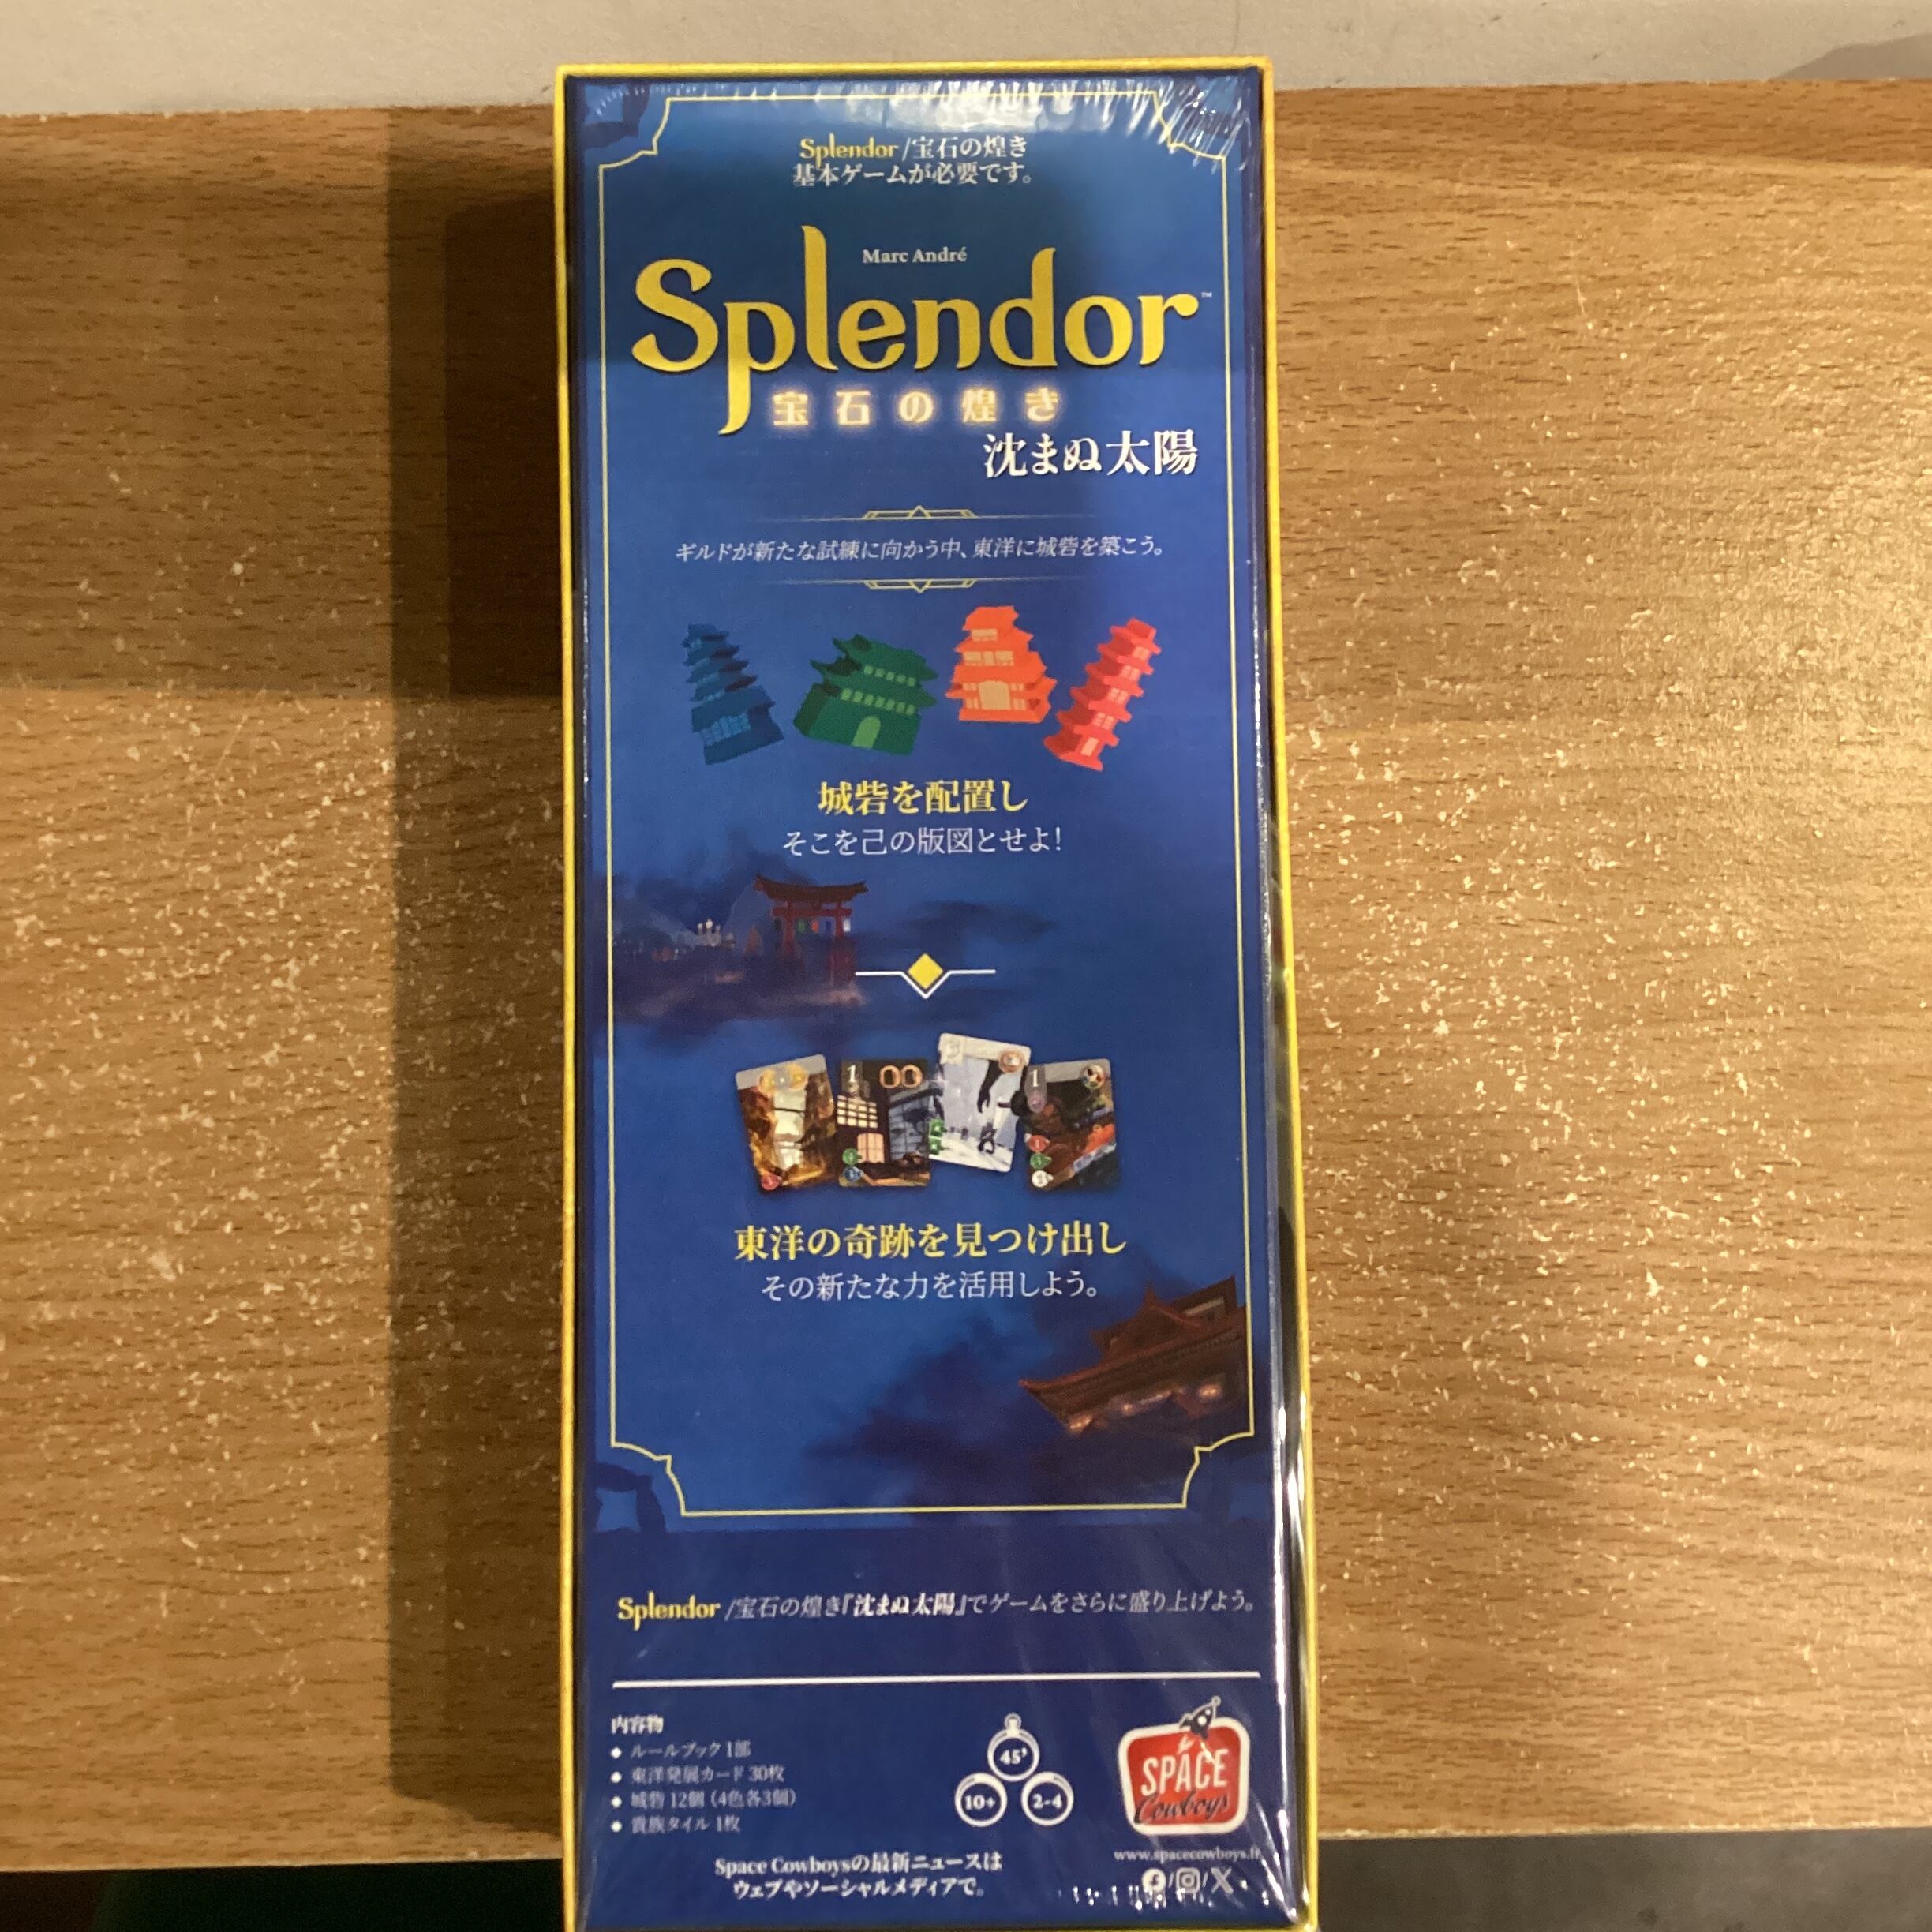 Splendor/宝石の煌き
基本ゲームが必要です。
Marc André
Splendor™
宝石の煌き
沈まぬ太陽
ギルドが新たな試練に向かう中、東洋に城砦を築こう。
城砦を配置し
そこを己の版図とせよ!
1
1
東洋の奇跡を見つけ出し
その新たな力を活用しよう。
Splendor/宝石の煌き『沈まぬ太陽』でゲームをさらに盛り上げよう。
内容物
◆ ルールブック 1部
◆ 東洋発展カード 30枚
◆ 城砦 12個 (4色各3個)
◆ 貴族タイル 1枚
45'
10+
2-4
SPACE
Cowboys
www.spacecowboys.fr
Space Cowboysの最新ニュースは
ウェブやソーシャルメディアで。